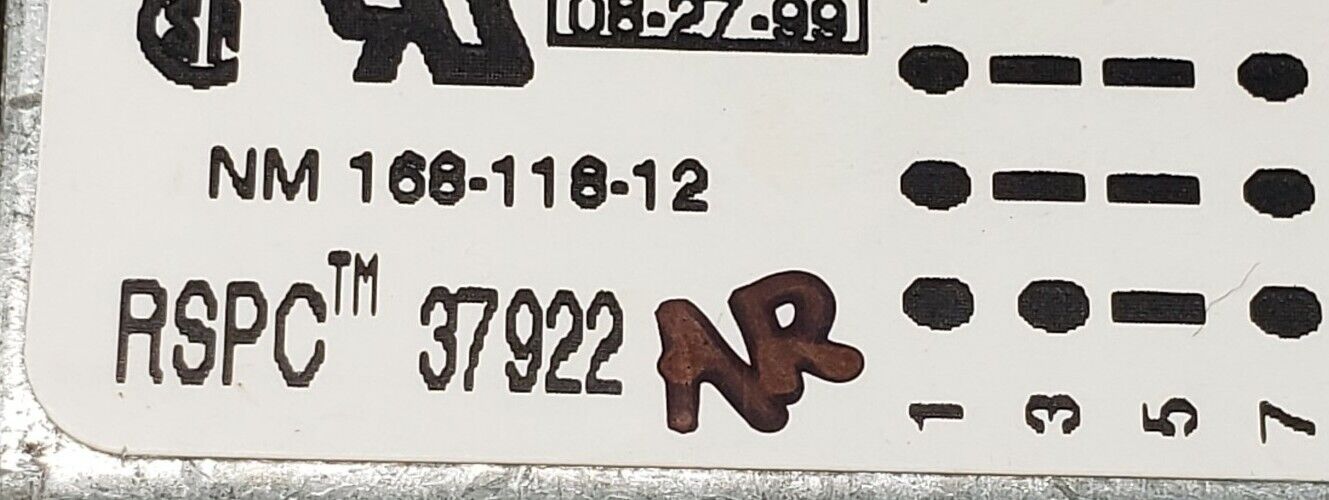 08-27-99
NM 168-118-12
RSPC™ 37922 NR
1 3 5 7